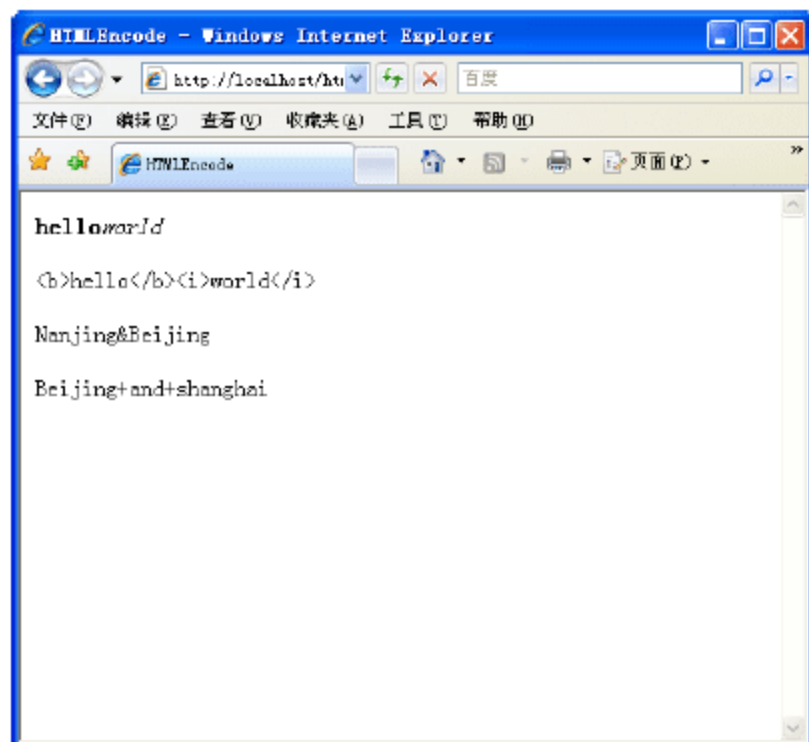 HTMLEncode - Windows Internet Explorer
http://localhost/ht
百度
文件(F) 编辑(E) 查看(V) 收藏夹(A) 工具(T) 帮助(H)
HTMLEncode
页面(P)
»
helloworld
<b>hello</b><i>world</i>
Nanjing&Beijing
Beijing+and+shanghai